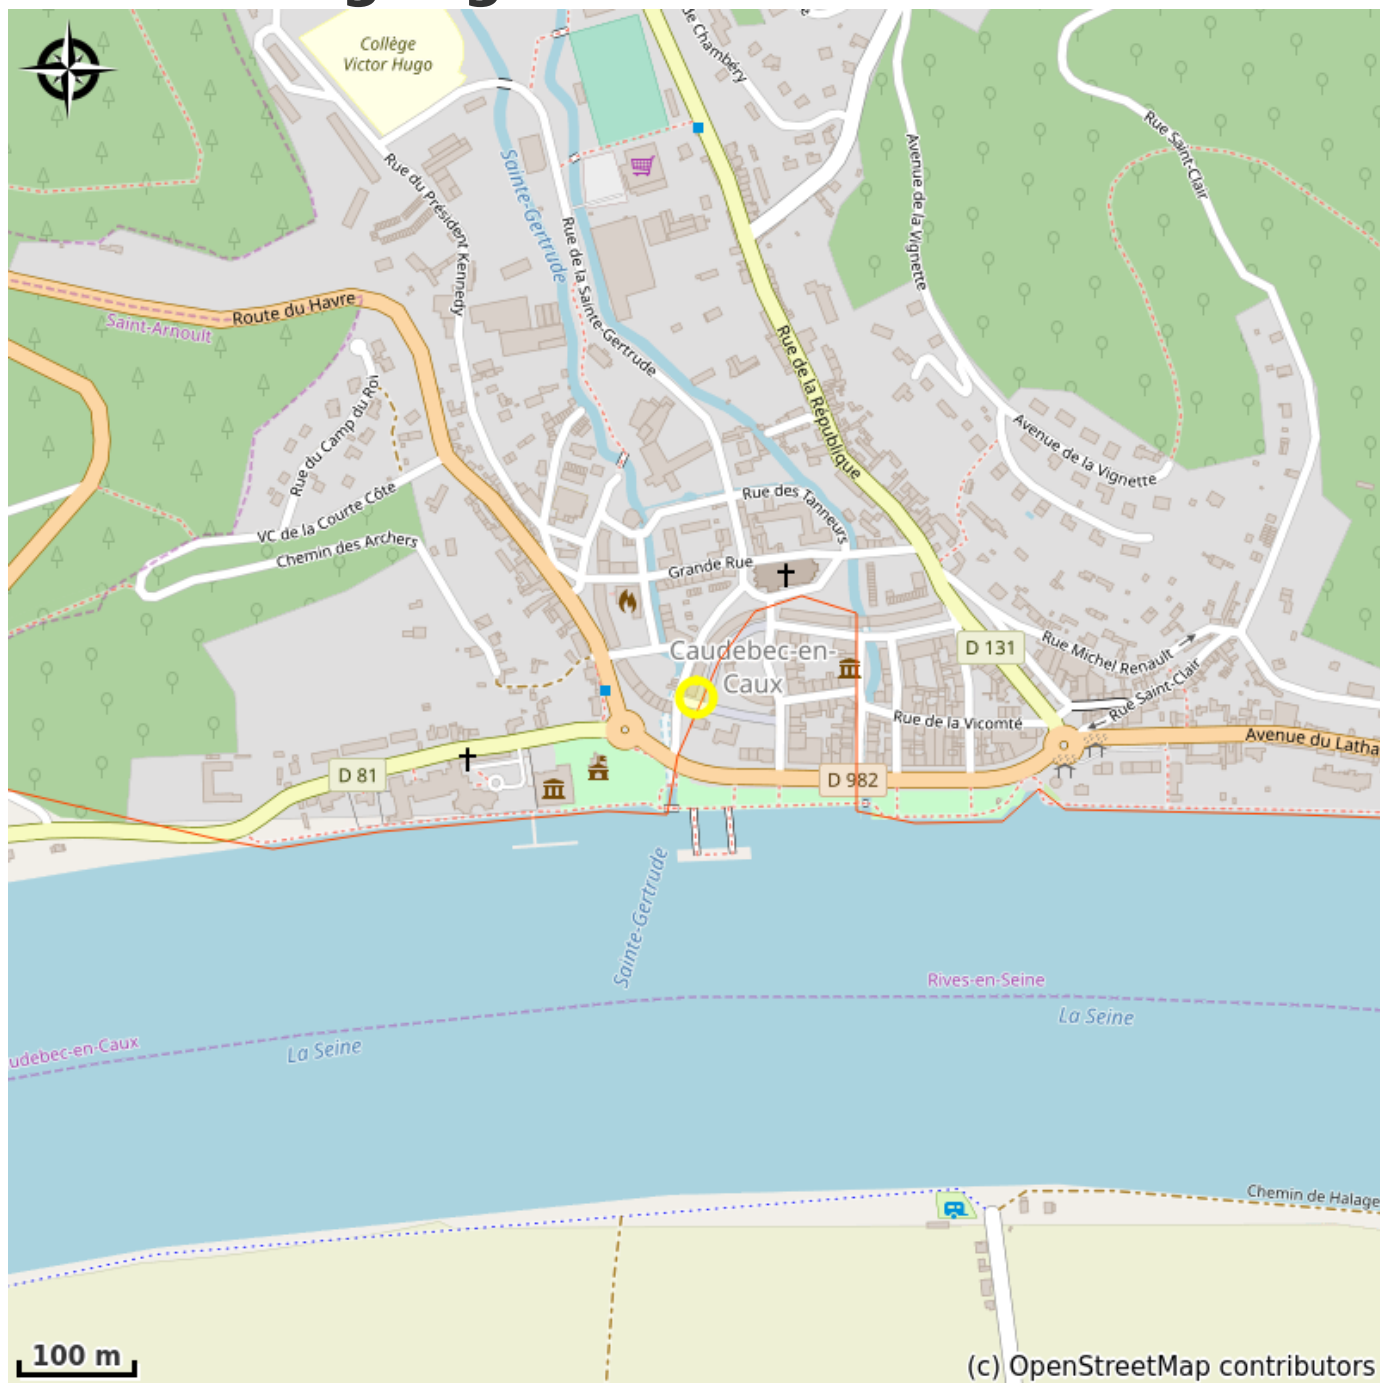 Collège
Victor Hugo
de Chambéry
Rue Saint-Clair
Avenue de la Vignette
Rue du Président Kennedy
Sainte-Gertrude
Rue de la Sainte-Gertrude
Route du Havre
Saint-Arnoult
Rue de la République
Rue du Camp du Roi
Avenue de la Vignette
VC de la Courte Côte
Rue des Tanneurs
Chemin des Archers
Grande Rue
Caudebec-en-
Caux
D 131
Rue Michel Renault
Rue Saint-Clair
Rue de la Vicomté
Avenue du Latha
D 81
D 982
Sainte-Gertrude
Rives-en-Seine
La Seine
udebec-en-Caux
La Seine
Chemin de Halage
100 m
(c) OpenStreetMap contributors